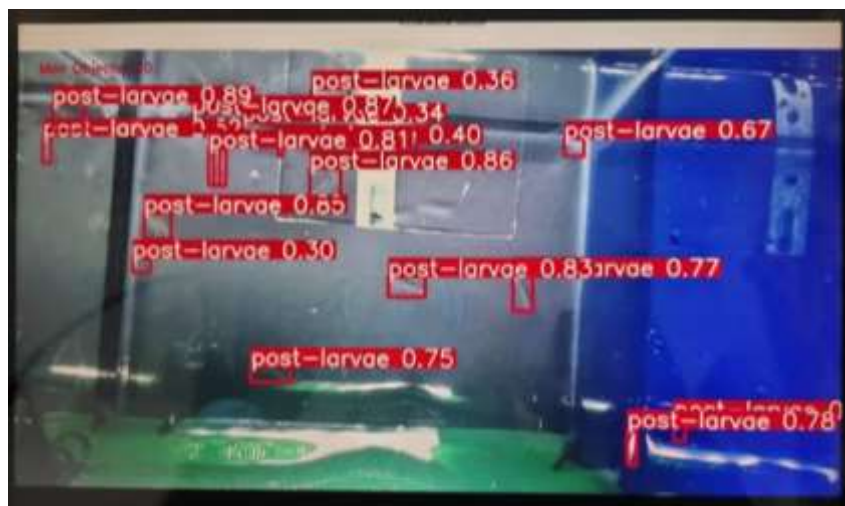 post-larvae 0.36
post-larvae 0.89
0.87
0.34
post-larvae
post-larvae 0.81
0.40
post-larvae 0.67
post-larvae 0.86
post-larvae 0.85
post-larvae 0.30
post-larvae 0.83
arvae 0.77
post-larvae 0.75
post-larvae 0.78